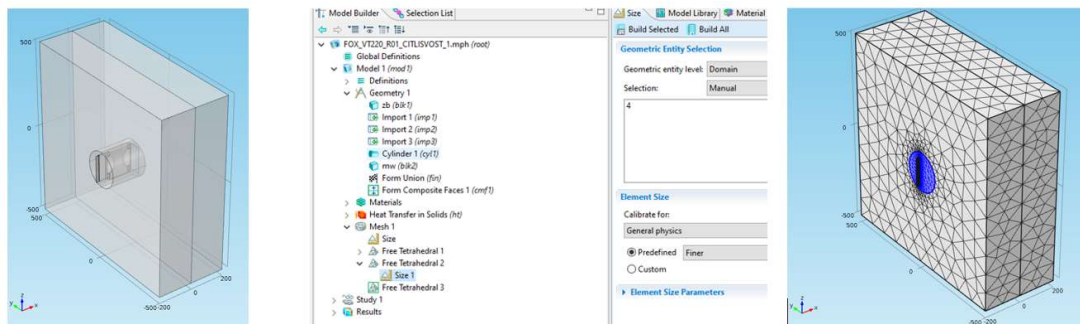 500
0
-500
500
0
-500
-200
0
200
y
z
x
Model Builder
Selection List
FOX_VT220_R01_CITLISVOST_1.mph (root)
Global Definitions
Model 1 (mod1)
Definitions
Geometry 1
zb (blk1)
Import 1 (imp1)
Import 2 (imp2)
Import 3 (imp3)
Cylinder 1 (cyl1)
mw (blk2)
Form Union (fin)
Form Composite Faces 1 (cmf1)
Materials
Heat Transfer in Solids (ht)
Mesh 1
Size
Free Tetrahedral 1
Free Tetrahedral 2
Size 1
Free Tetrahedral 3
Study 1
Results
Size
Model Library
Material
Build Selected
Build All
Geometric Entity Selection
Geometric entity level:
Domain
Selection:
Manual
4
Element Size
Calibrate for:
General physics
Predefined
Finer
Custom
Element Size Parameters
500
0
-500
500
0
-500
-200
0
200
y
z
x